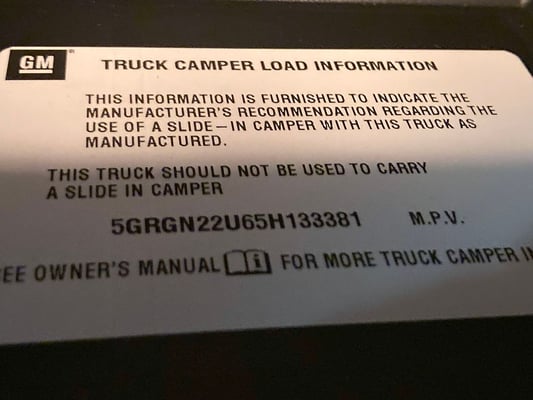 GM ®
TRUCK CAMPER LOAD INFORMATION
THIS INFORMATION IS FURNISHED TO INDICATE THE
MANUFACTURER'S RECOMMENDATION REGARDING THE
USE OF A SLIDE–IN CAMPER WITH THIS TRUCK AS
MANUFACTURED.
THIS TRUCK SHOULD NOT BE USED TO CARRY
A SLIDE IN CAMPER
5GRGN22U65H133381 M.P.V.
EE OWNER'S MANUAL i FOR MORE TRUCK CAMPER IN